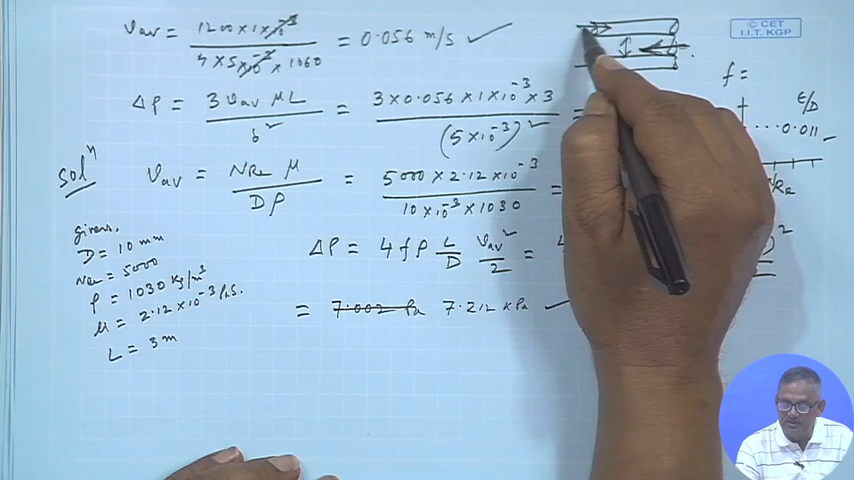 Vav = 1200 × 1 × 10⁻³ / 4 × 5 × 10⁻³ × 1060 = 0.056 m/s ✓
© CET
I.I.T. KGP
ΔP = 3 Vav μL / b² = 3 × 0.056 × 1 × 10⁻³ × 3 / (5 × 10⁻³)² =
f =
ε/D
....0.011
Solⁿ
Vav = NRe μ / Dρ = 5000 × 2.12 × 10⁻³ / 10 × 10⁻³ × 1030 =
given,
D = 10 mm
NRe = 5000
ρ = 1030 kg/m³
μ = 2.12 × 10⁻³ Pa.S.
L = 3 m
ΔP = 4fρ L/D Vav²/2 =
= 7.002 Pa 7.212 kPa ✓